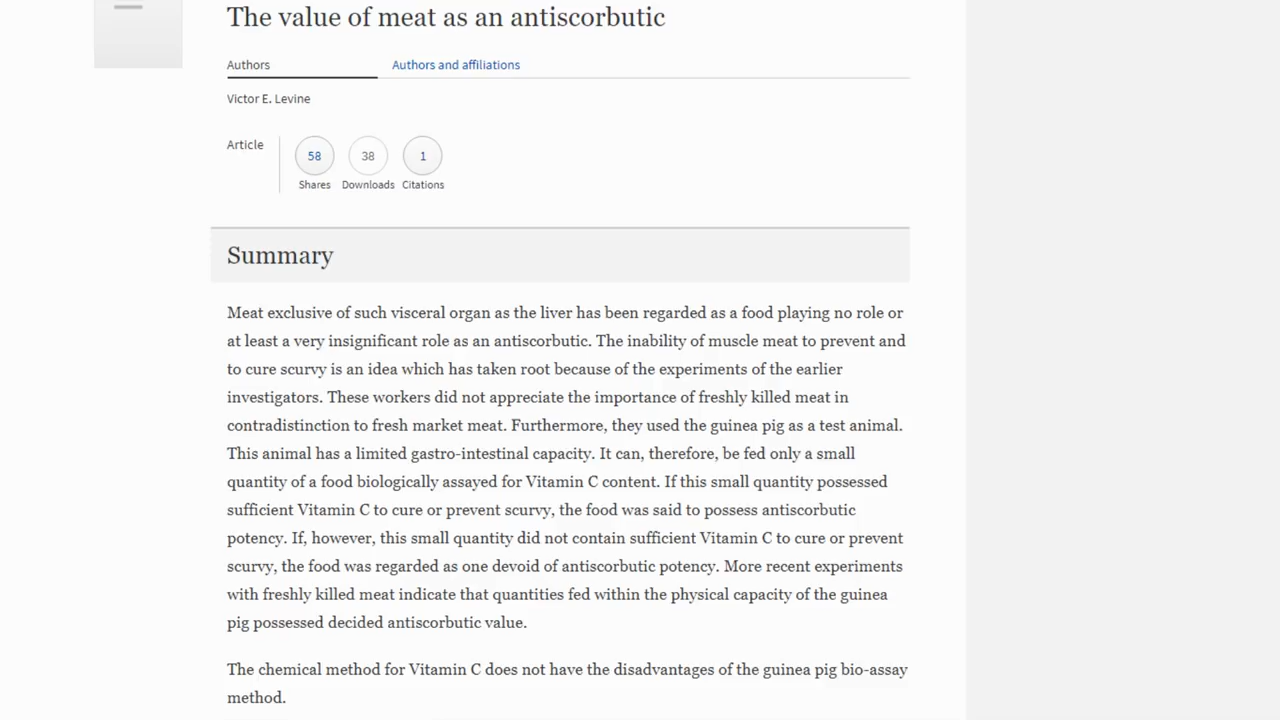 The value of meat as an antiscorbutic
Authors
Authors and affiliations
Victor E. Levine
Article
58
38
1
Shares
Downloads
Citations
Summary
Meat exclusive of such visceral organ as the liver has been regarded as a food playing no role or
at least a very insignificant role as an antiscorbutic. The inability of muscle meat to prevent and
to cure scurvy is an idea which has taken root because of the experiments of the earlier
investigators. These workers did not appreciate the importance of freshly killed meat in
contradistinction to fresh market meat. Furthermore, they used the guinea pig as a test animal.
This animal has a limited gastro-intestinal capacity. It can, therefore, be fed only a small
quantity of a food biologically assayed for Vitamin C content. If this small quantity possessed
sufficient Vitamin C to cure or prevent scurvy, the food was said to possess antiscorbutic
potency. If, however, this small quantity did not contain sufficient Vitamin C to cure or prevent
scurvy, the food was regarded as one devoid of antiscorbutic potency. More recent experiments
with freshly killed meat indicate that quantities fed within the physical capacity of the guinea
pig possessed decided antiscorbutic value.
The chemical method for Vitamin C does not have the disadvantages of the guinea pig bio-assay
method.